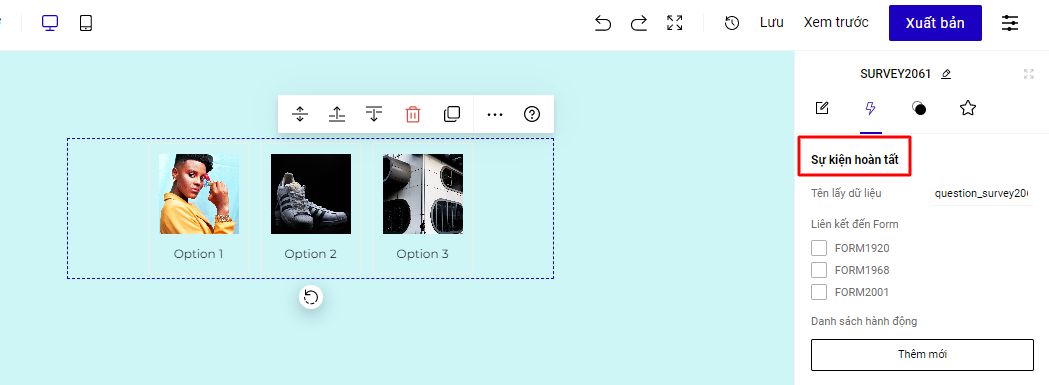 Lưu
Xem trước
Xuất bản
SURVEY2061
Sự kiện hoàn tất
Tên lấy dữ liệu
question_survey206
Liên kết đến Form
FORM1920
FORM1968
FORM2001
Danh sách hành động
Thêm mới
Option 1
Option 2
Option 3